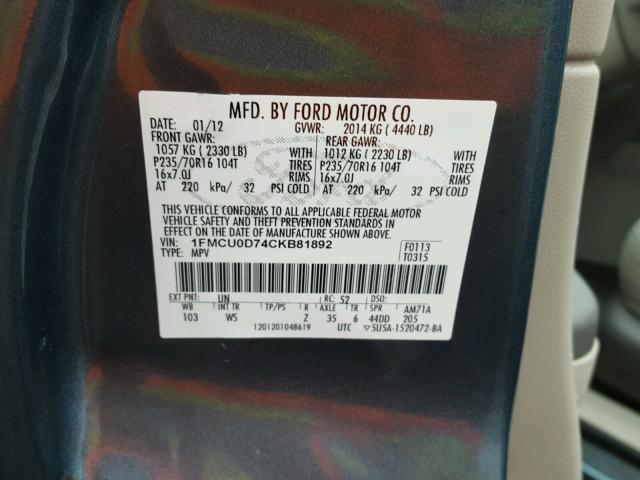 MFD. BY FORD MOTOR CO.
DATE: 01/12 GVWR: 2014 KG ( 4440 LB)
FRONT GAWR: REAR GAWR:
1057 KG ( 2330 LB) WITH 1012 KG ( 2230 LB) WITH
P235/70R16 104T TIRES P235/70R16 104T TIRES
16x7.0J RIMS 16x7.0J RIMS
AT 220 kPa/ 32 PSI COLD AT 220 kPa/ 32 PSI COLD
THIS VEHICLE CONFORMS TO ALL APPLICABLE FEDERAL MOTOR
VEHICLE SAFETY AND THEFT PREVENTION STANDARDS
IN EFFECT ON THE DATE OF MANUFACTURE SHOWN ABOVE.
VIN: 1FMCU0D74CKB81892 F0113
TYPE: MPV T0315
EXT PNT: UN RC: 52 DSO:
WB INT TR TP/PS R AXLE TR SPR AM71A
103 WS Z 35 6 44DD 205
1201201048619 UTC ▽5U5A-1520472-BA